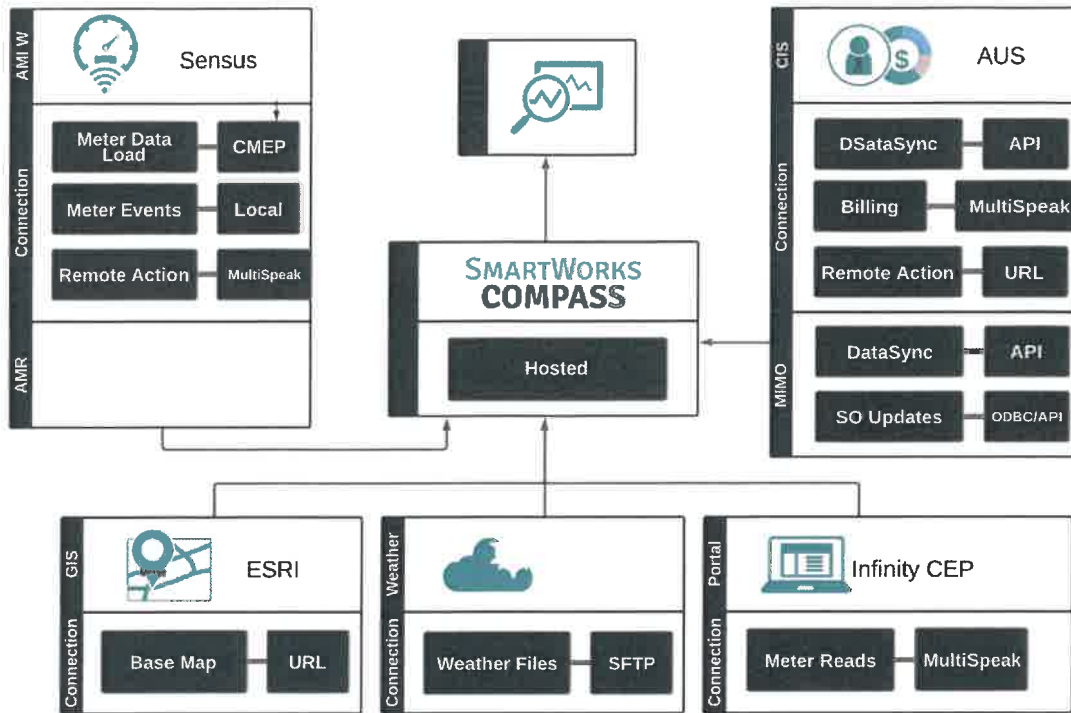 AMI W
Sensus
Connection
Meter Data
Load
CMEP
Meter Events
Local
Remote Action
MultiSpeak
AMR
SMARTWORKS
COMPASS
Hosted
CIS
$
AUS
Connection
DSataSync
API
Billing
MultiSpeak
Remote Action
URL
MIMO
DataSync
API
SO Updates
ODBC/API
GIS
ESRI
Connection
Base Map
URL
Weather
Connection
Weather Files
SFTP
Portal
Infinity CEP
Connection
Meter Reads
MultiSpeak